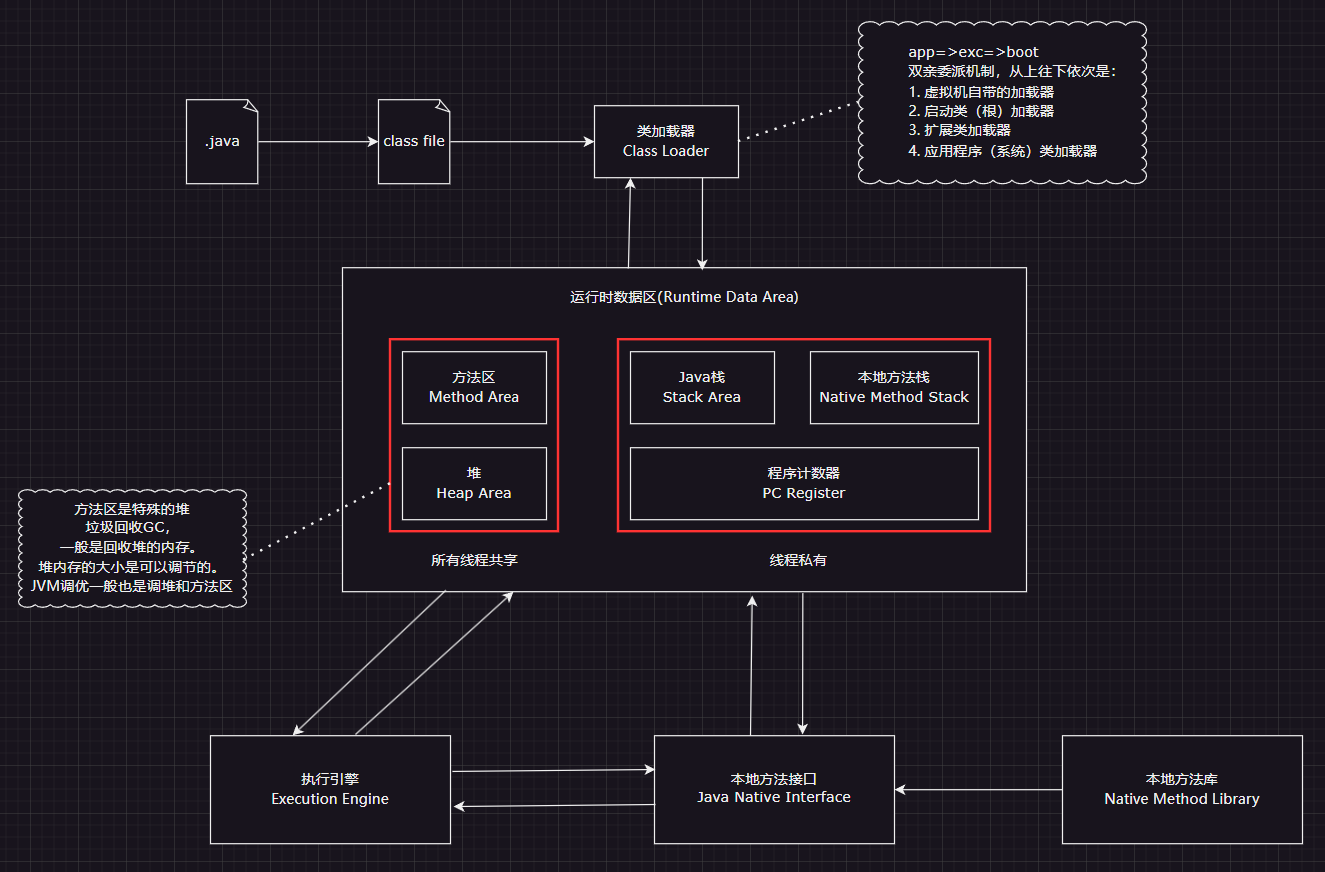 app=>exc=>boot
双亲委派机制，从上往下依次是：
1. 虚拟机自带的加载器
2. 启动类（根）加载器
3. 扩展类加载器
4. 应用程序（系统）类加载器
.java
class file
类加载器
Class Loader
运行时数据区(Runtime Data Area)
方法区
Method Area
Java栈
Stack Area
本地方法栈
Native Method Stack
堆
Heap Area
程序计数器
PC Register
所有线程共享
线程私有
方法区是特殊的堆
垃圾回收GC，
一般是回收堆的内存。
堆内存的大小是可以调节的。
JVM调优一般也是调堆和方法区
执行引擎
Execution Engine
本地方法接口
Java Native Interface
本地方法库
Native Method Library